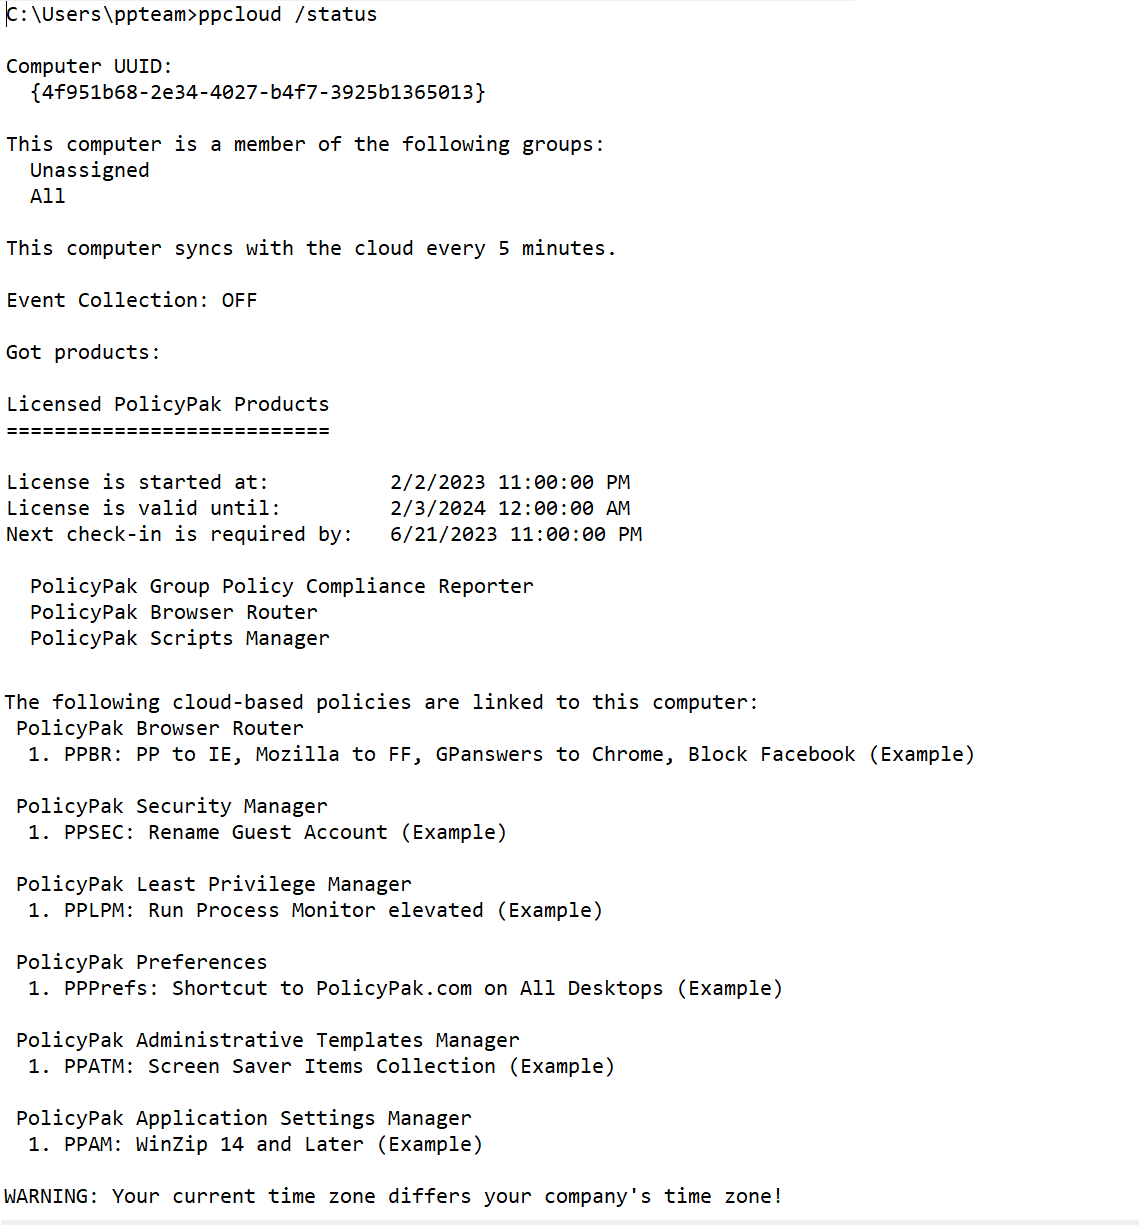 C:\Users\ppteam>ppcloud /status
Computer UUID:
{4f951b68-2e34-4027-b4f7-3925b1365013}
This computer is a member of the following groups:
Unassigned
All
This computer syncs with the cloud every 5 minutes.
Event Collection: OFF
Got products:
Licensed PolicyPak Products
===========================
License is started at: 2/2/2023 11:00:00 PM
License is valid until: 2/3/2024 12:00:00 AM
Next check-in is required by: 6/21/2023 11:00:00 PM
PolicyPak Group Policy Compliance Reporter
PolicyPak Browser Router
PolicyPak Scripts Manager
The following cloud-based policies are linked to this computer:
PolicyPak Browser Router
1. PPBR: PP to IE, Mozilla to FF, GPanswers to Chrome, Block Facebook (Example)
PolicyPak Security Manager
1. PPSEC: Rename Guest Account (Example)
PolicyPak Least Privilege Manager
1. PPLPM: Run Process Monitor elevated (Example)
PolicyPak Preferences
1. PPPrefs: Shortcut to PolicyPak.com on All Desktops (Example)
PolicyPak Administrative Templates Manager
1. PPATM: Screen Saver Items Collection (Example)
PolicyPak Application Settings Manager
1. PPAM: WinZip 14 and Later (Example)
WARNING: Your current time zone differs your company's time zone!